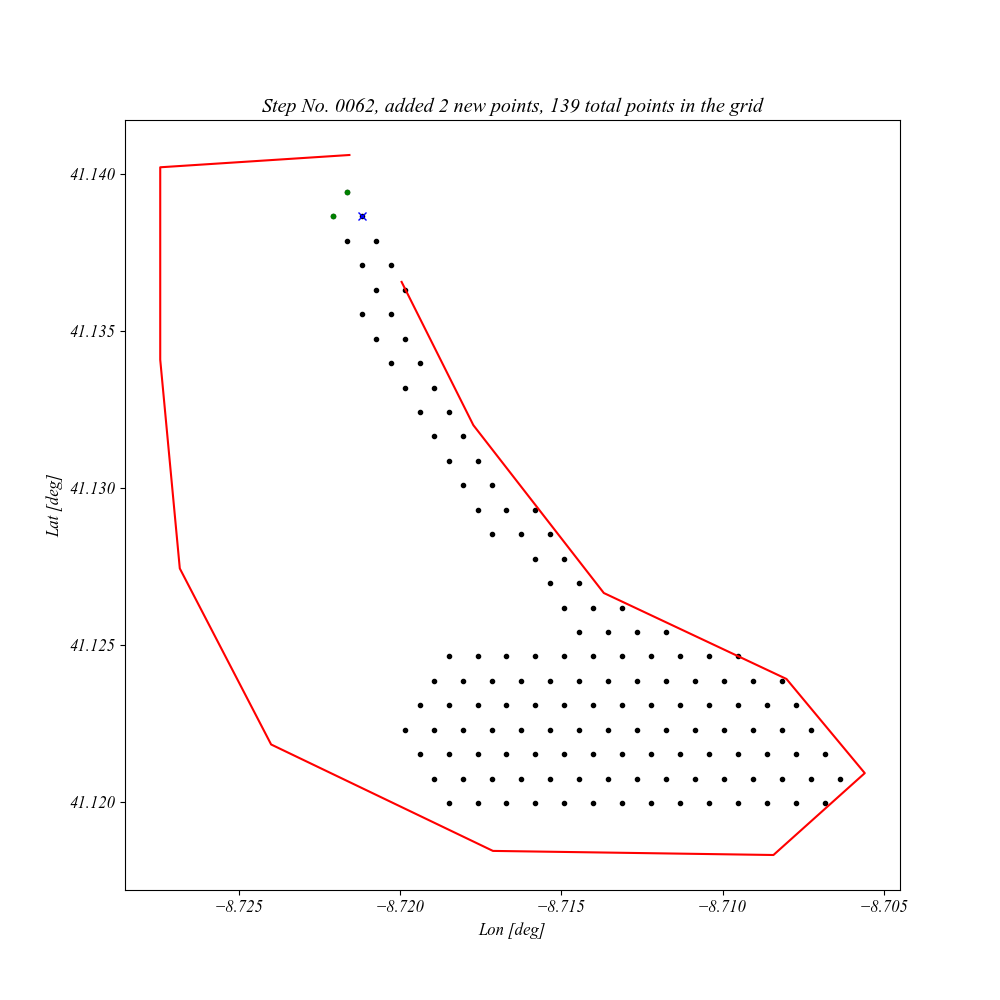 Step No. 0062, added 2 new points, 139 total points in the grid
41.140
41.135
41.130
41.125
41.120
Lat [deg]
−8.725 −8.720 −8.715 −8.710 −8.705
Lon [deg]